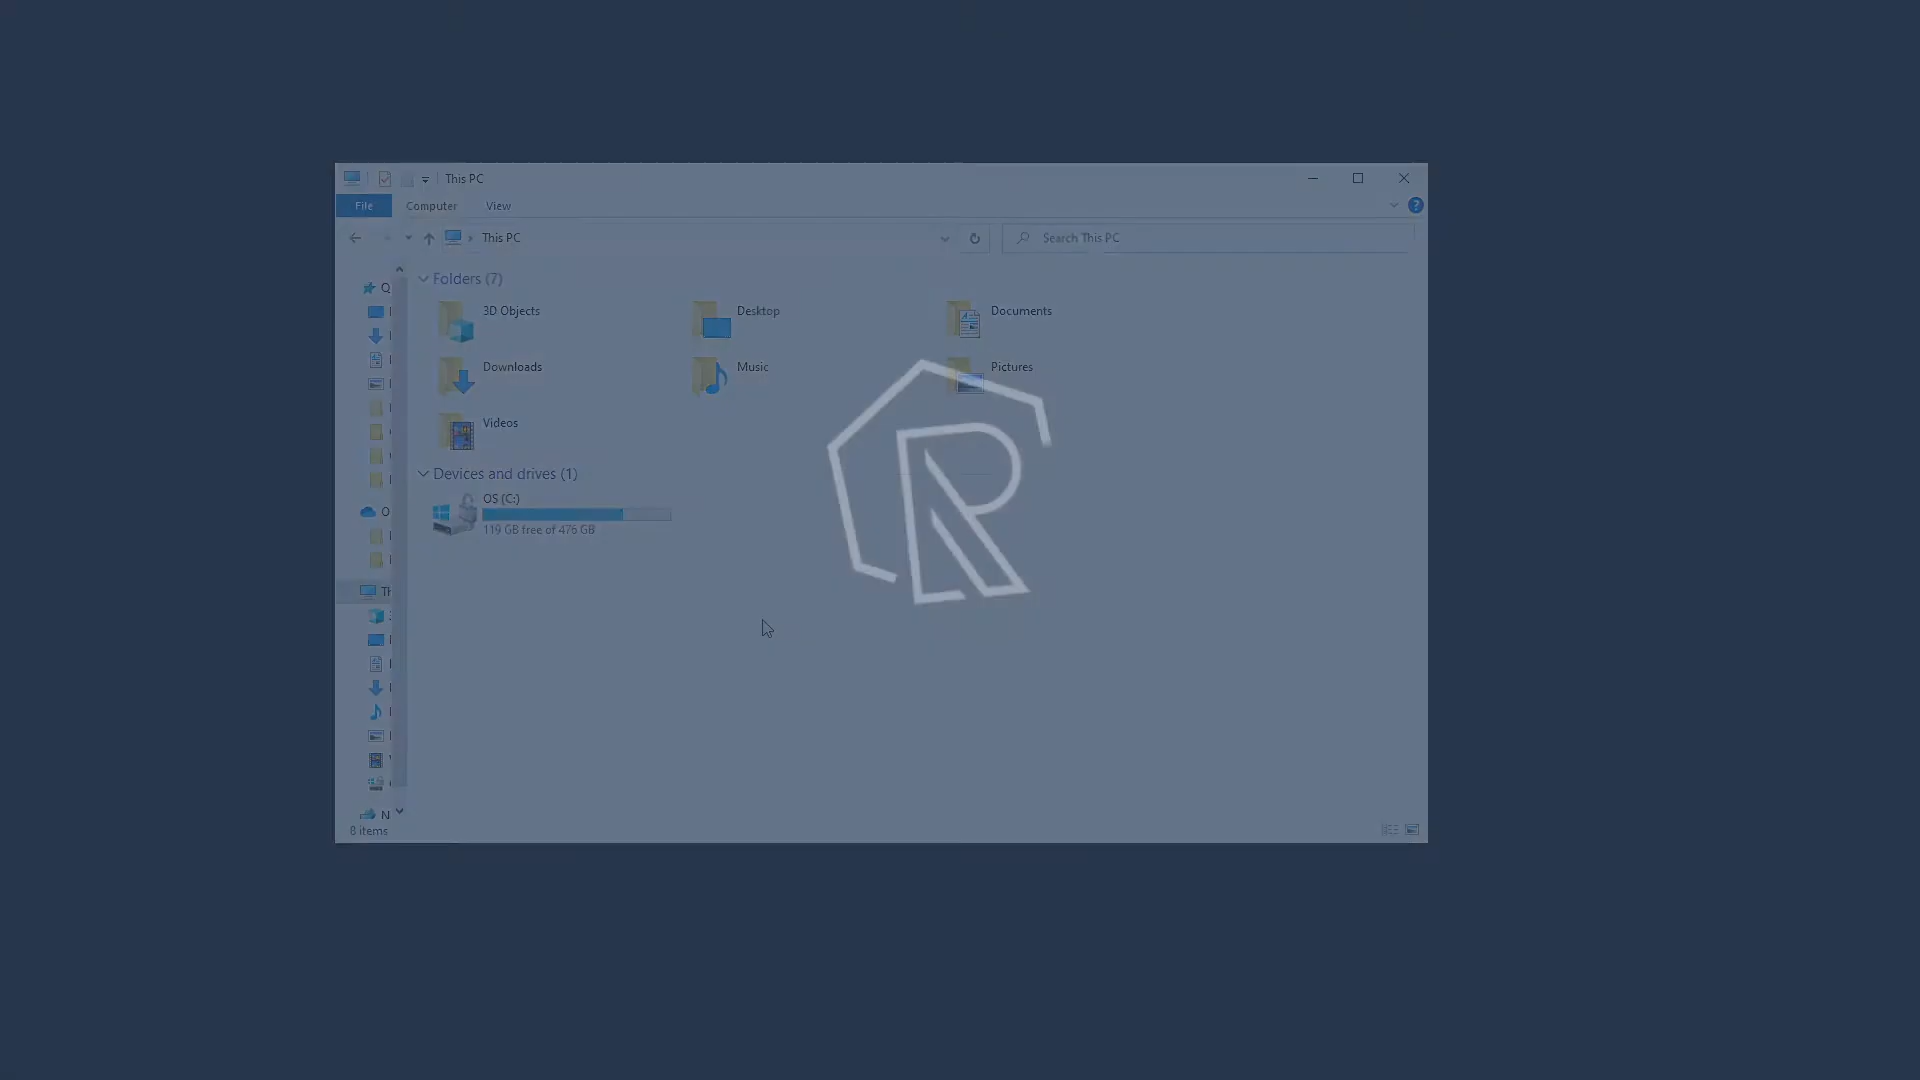 This PC
File Computer View
This PC
Search This PC
Folders (7)
3D Objects Desktop Documents
Downloads Music Pictures
Videos
Devices and drives (1)
OS (C:)
119 GB free of 476 GB
8 items
R